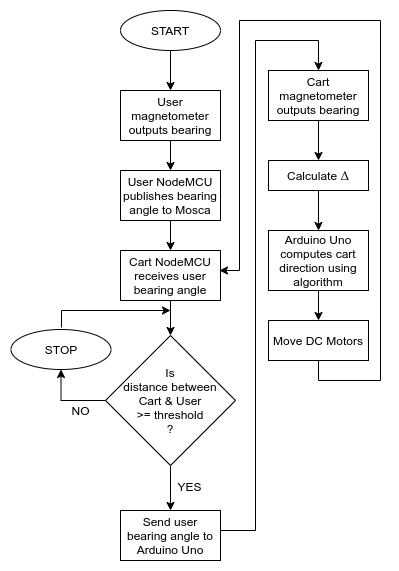 START
User
magnetometer
outputs bearing
User NodeMCU
publishes bearing
angle to Mosca
Cart NodeMCU
receives user
bearing angle
STOP
Is
distance between
Cart & User
>= threshold
?
NO
YES
Send user
bearing angle to
Arduino Uno
Cart
magnetometer
outputs bearing
Calculate Δ
Arduino Uno
computes cart
direction using
algorithm
Move DC Motors